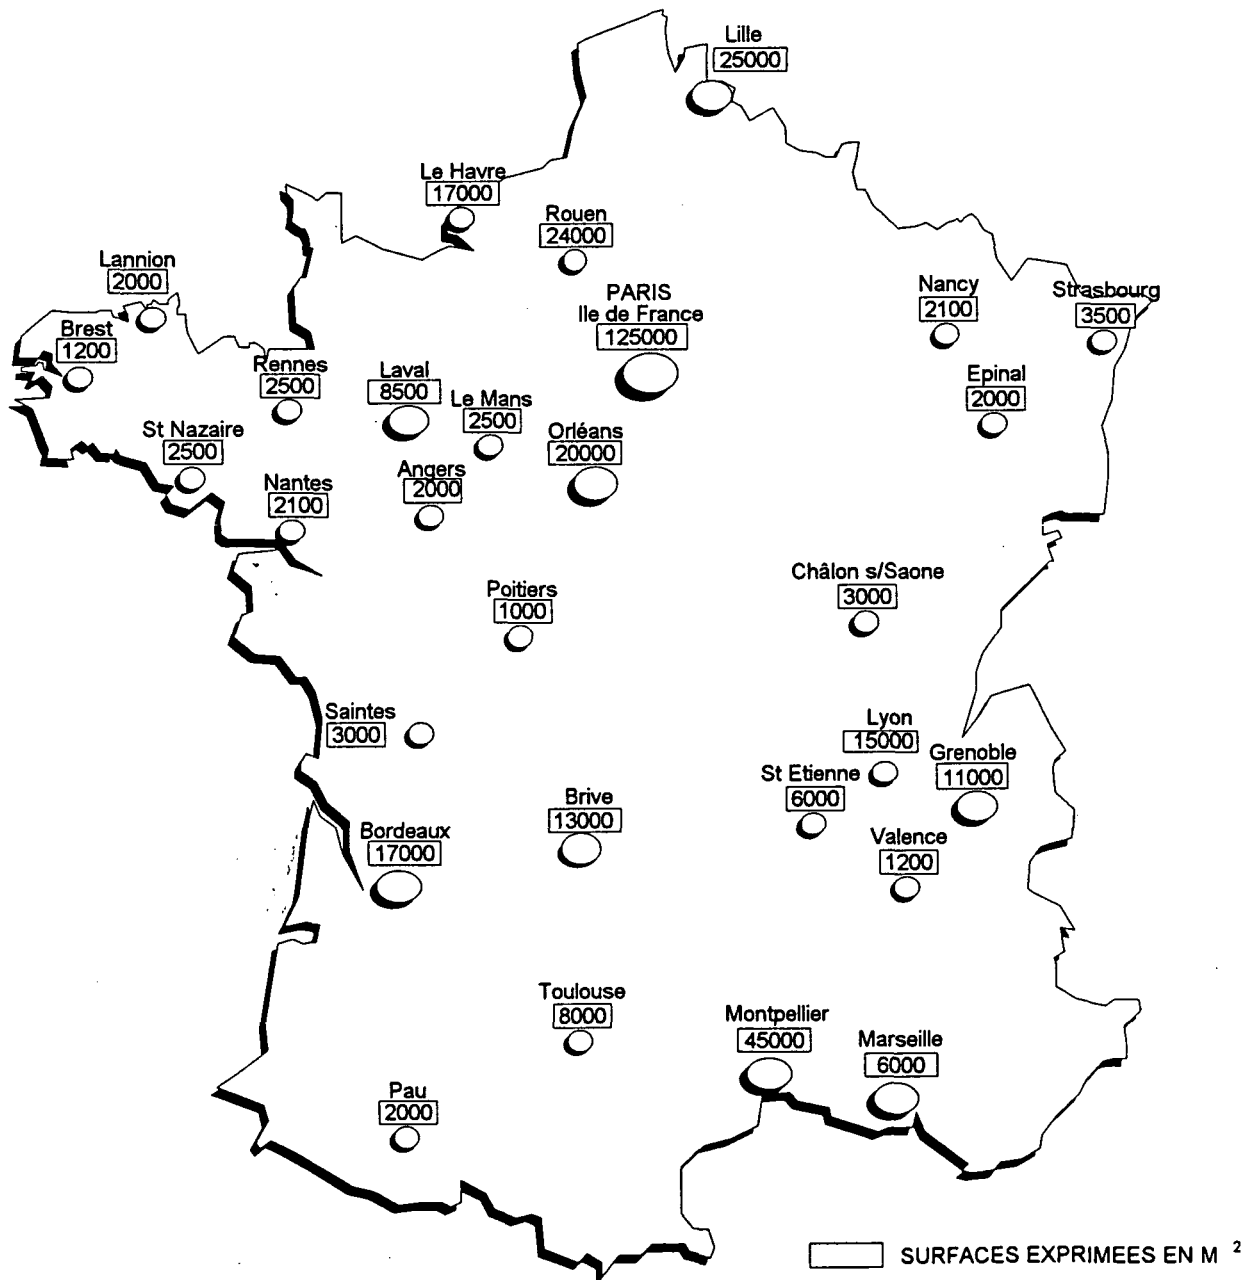 Lille
25000
Le Havre
17000
Rouen
24000
Lannion
2000
PARIS
Ile de France
125000
Nancy
2100
Strasbourg
3500
Brest
1200
Rennes
2500
Laval
8500
Le Mans
2500
Epinal
2000
St Nazaire
2500
Orléans
20000
Angers
2000
Nantes
2100
Châlon s/Saone
3000
Poitiers
1000
Saintes
3000
Lyon
15000
Grenoble
11000
St Etienne
6000
Brive
13000
Bordeaux
17000
Valence
1200
Toulouse
8000
Montpellier
45000
Marseille
6000
Pau
2000
SURFACES EXPRIMEES EN M 2